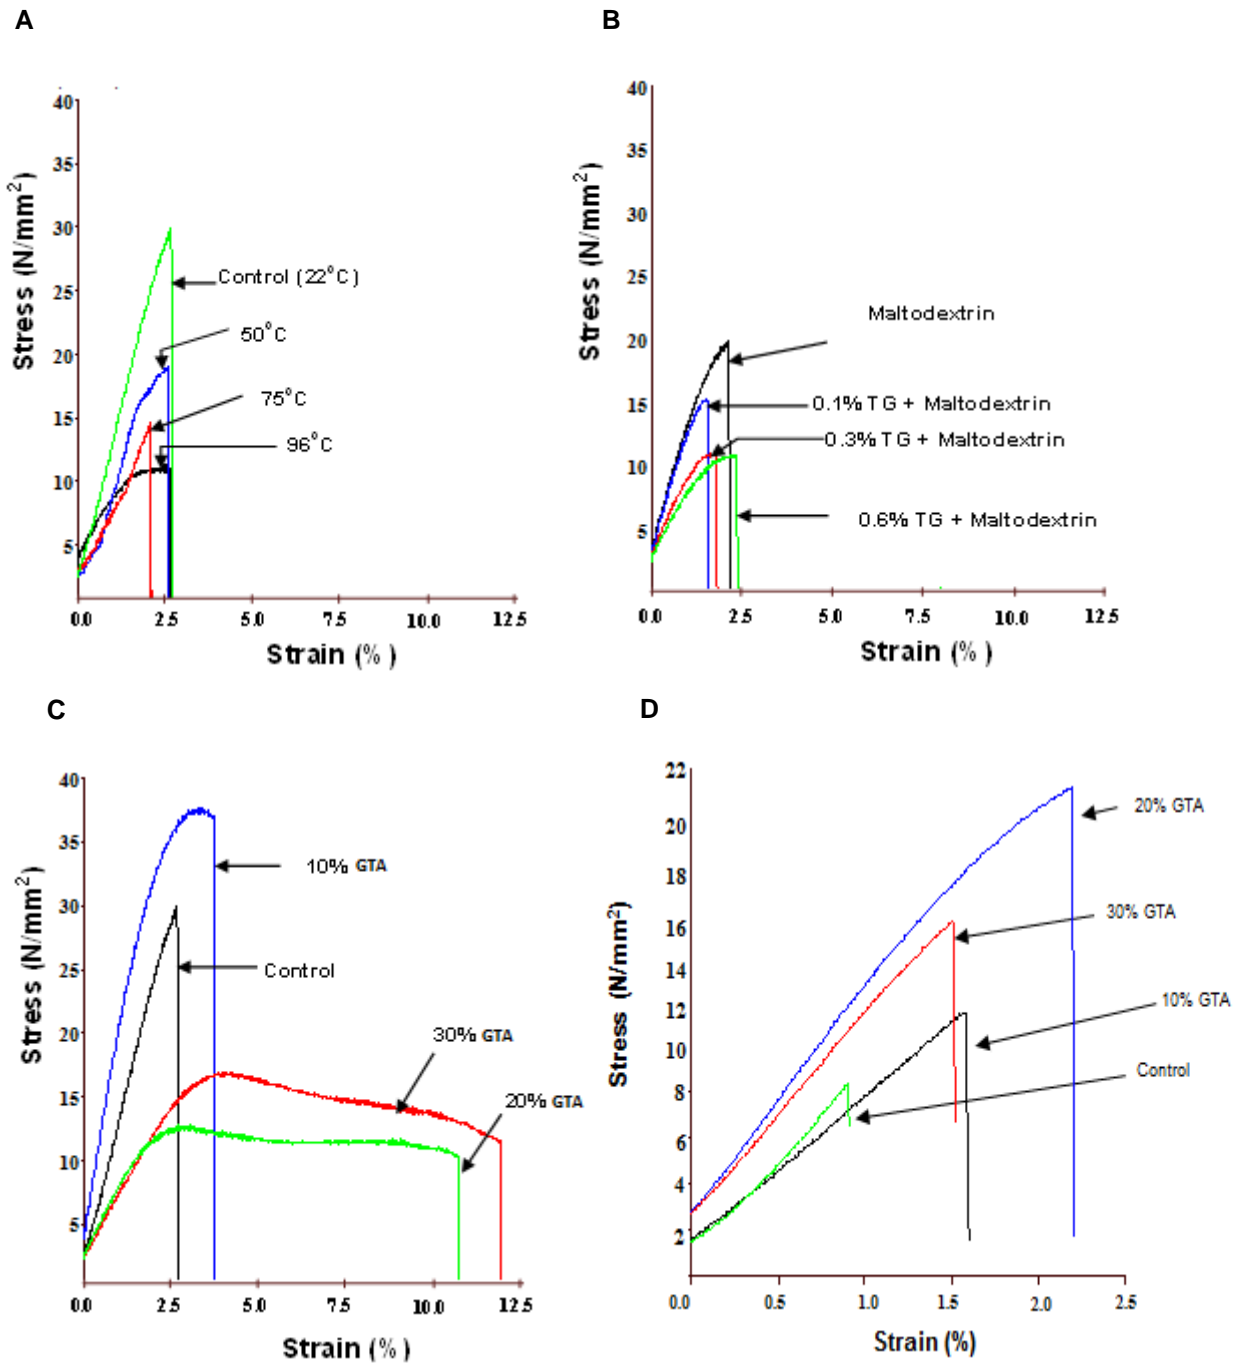 A
B
40
35
30
25
20
15
10
5
Stress (N/mm²)
Control (22°C)
50°C
75°C
96°C
0.0 2.5 5.0 7.5 10.0 12.5
Strain (%)
40
35
30
25
20
15
10
5
Stress (N/mm²)
Maltodextrin
0.1% TG + Maltodextrin
0.3% TG + Maltodextrin
0.6% TG + Maltodextrin
0.0 2.5 5.0 7.5 10.0 12.5
Strain (%)
C
D
40
35
30
25
20
15
10
5
Stress (N/mm²)
10% GTA
Control
30% GTA
20% GTA
0.0 2.5 5.0 7.5 10.0 12.5
Strain (%)
22
20
18
16
14
12
10
8
6
4
2
Stress (N/mm²)
20% GTA
30% GTA
10% GTA
Control
0.0 0.5 1.5 2.0 2.5
Strain (%)